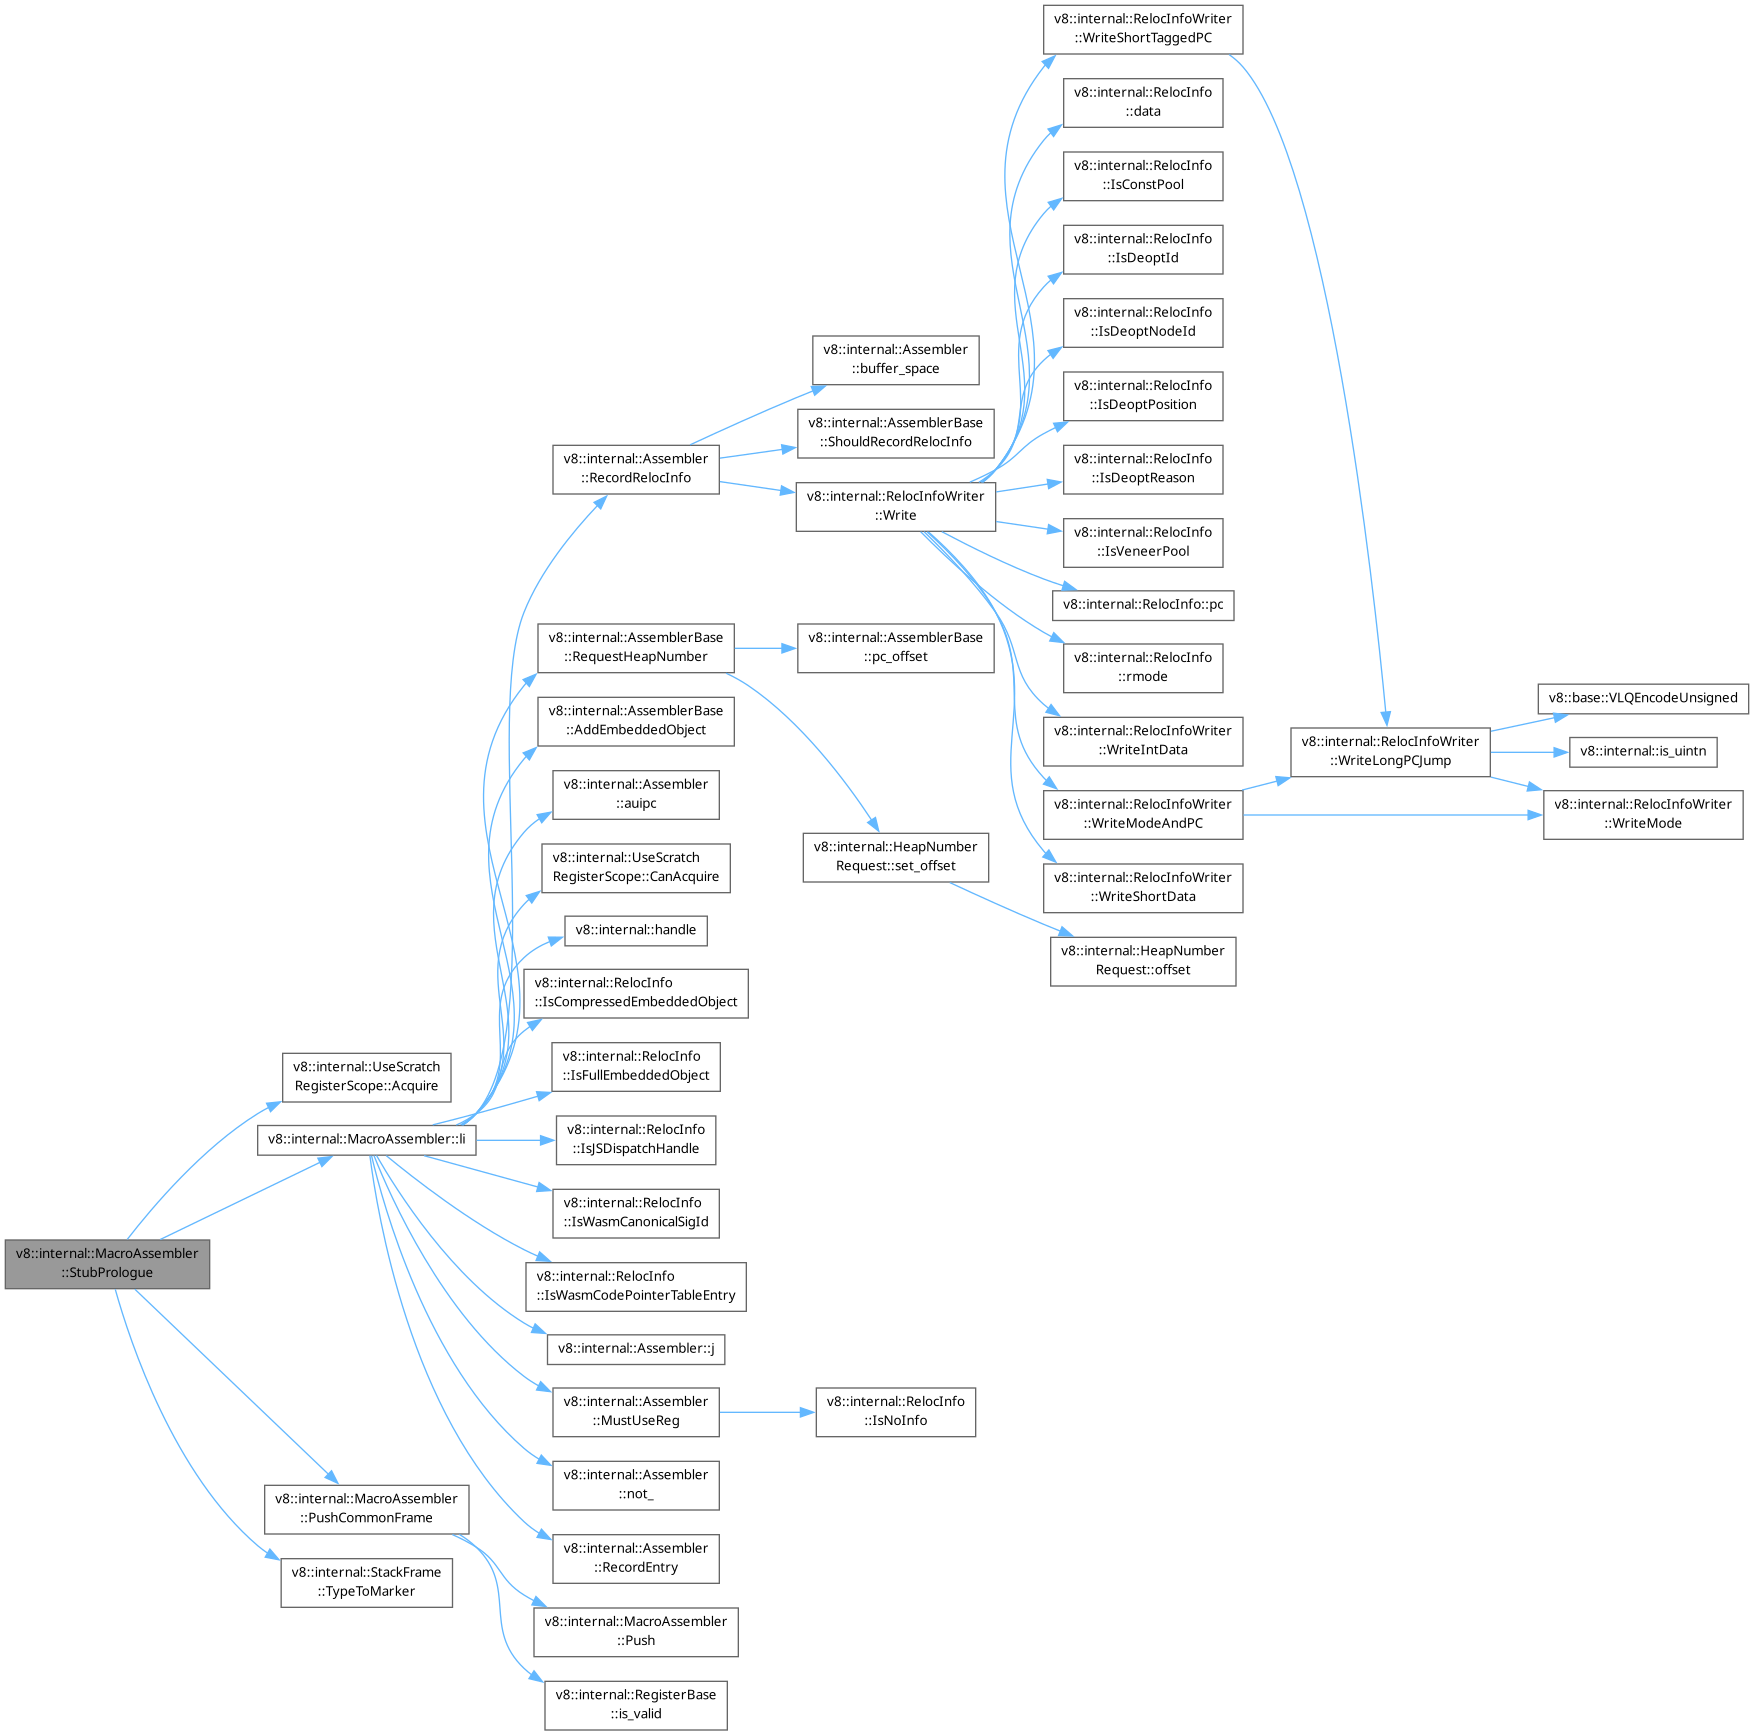 v8::internal::RelocInfoWriter
::WriteShortTaggedPC
v8::internal::RelocInfo
::data
v8::internal::RelocInfo
::IsConstPool
v8::internal::RelocInfo
::IsDeoptId
v8::internal::RelocInfo
::IsDeoptNodeId
v8::internal::Assembler
::buffer_space
v8::internal::RelocInfo
::IsDeoptPosition
v8::internal::AssemblerBase
::ShouldRecordRelocInfo
v8::internal::Assembler
::RecordRelocInfo
v8::internal::RelocInfo
::IsDeoptReason
v8::internal::RelocInfoWriter
::Write
v8::internal::RelocInfo
::IsVeneerPool
v8::internal::RelocInfo::pc
v8::internal::AssemblerBase
::RequestHeapNumber
v8::internal::AssemblerBase
::pc_offset
v8::internal::RelocInfo
::rmode
v8::base::VLQEncodeUnsigned
v8::internal::AssemblerBase
::AddEmbeddedObject
v8::internal::RelocInfoWriter
::WriteIntData
v8::internal::RelocInfoWriter
::WriteLongPCJump
v8::internal::is_uintn
v8::internal::Assembler
::auipc
v8::internal::RelocInfoWriter
::WriteModeAndPC
v8::internal::RelocInfoWriter
::WriteMode
v8::internal::UseScratch
RegisterScope::CanAcquire
v8::internal::HeapNumber
Request::set_offset
v8::internal::RelocInfoWriter
::WriteShortData
v8::internal::handle
v8::internal::HeapNumber
Request::offset
v8::internal::RelocInfo
::IsCompressedEmbeddedObject
v8::internal::UseScratch
RegisterScope::Acquire
v8::internal::RelocInfo
::IsFullEmbeddedObject
v8::internal::MacroAssembler::li
v8::internal::RelocInfo
::IsJSDispatchHandle
v8::internal::RelocInfo
::IsWasmCanonicalSigId
v8::internal::MacroAssembler
::StubPrologue
v8::internal::RelocInfo
::IsWasmCodePointerTableEntry
v8::internal::Assembler::j
v8::internal::Assembler
::MustUseReg
v8::internal::RelocInfo
::IsNoInfo
v8::internal::Assembler
::not_
v8::internal::MacroAssembler
::PushCommonFrame
v8::internal::Assembler
::RecordEntry
v8::internal::StackFrame
::TypeToMarker
v8::internal::MacroAssembler
::Push
v8::internal::RegisterBase
::is_valid